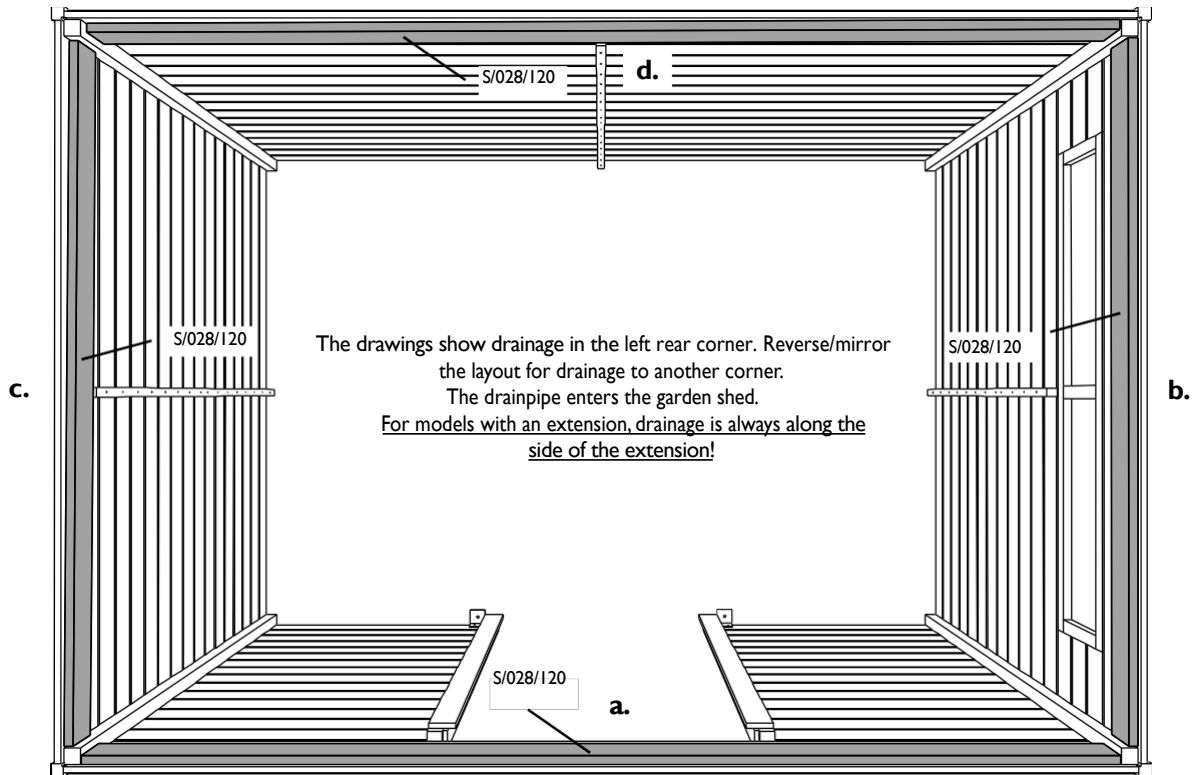 S/028/120
d.
S/028/120
The drawings show drainage in the left rear corner. Reverse/mirror
the layout for drainage to another corner.
The drainpipe enters the garden shed.
For models with an extension, drainage is always along the
side of the extension!
S/028/120
c.
b.
S/028/120
a.